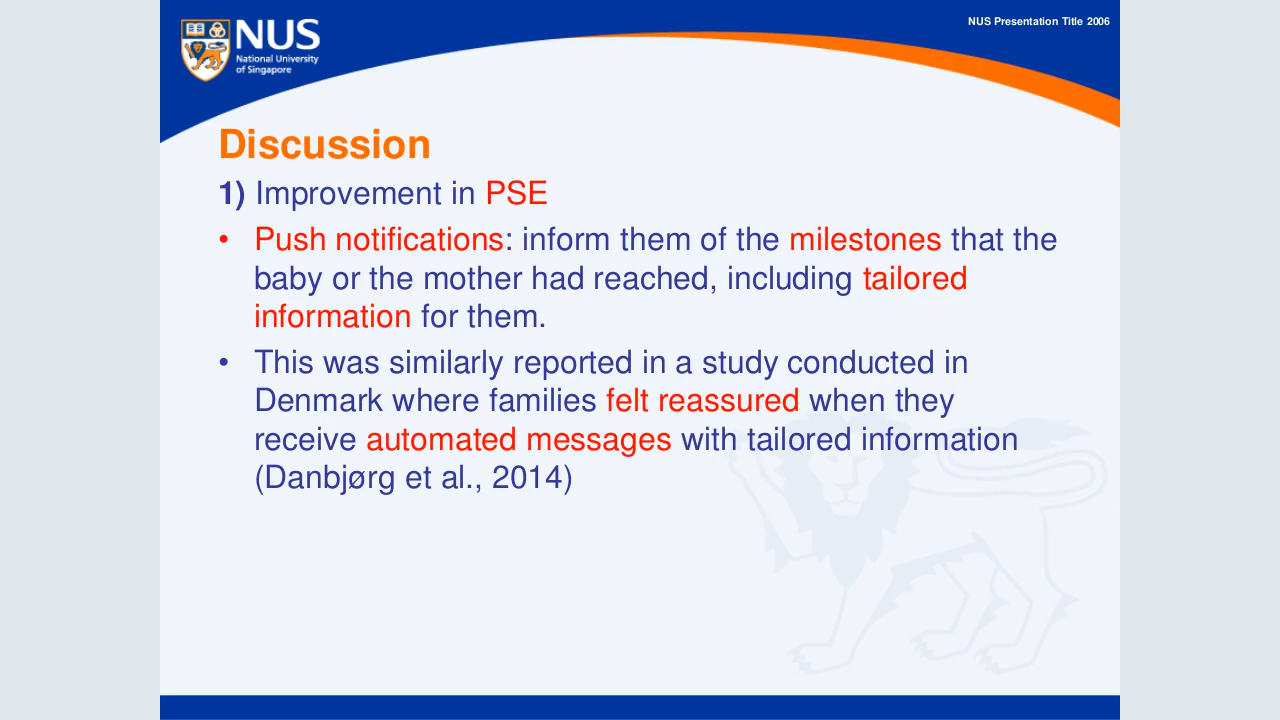 NUS Presentation Title 2006
NUS
National University
of Singapore
Discussion
1) Improvement in PSE
• Push notifications: inform them of the milestones that the
baby or the mother had reached, including tailored
information for them.
• This was similarly reported in a study conducted in
Denmark where families felt reassured when they
receive automated messages with tailored information
(Danbjørg et al., 2014)